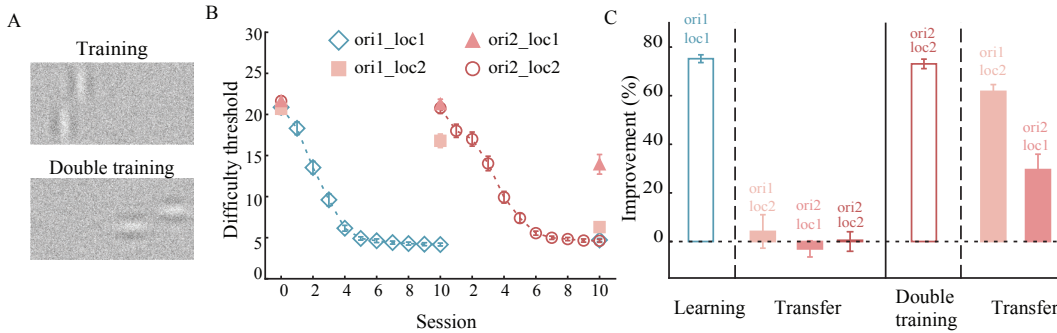 A
Training
Double training
B
30
25
20
15
10
5
0
Difficulty threshold
ori1_loc1
ori2_loc1
ori1_loc2
ori2_loc2
0 2 4 6 8 10 2 4 6 8 10
Session
C
80
60
40
20
0
Improvement (%)
ori1
loc1
ori1
loc2
ori2
loc1
ori2
loc2
ori2
loc2
ori1
loc2
ori2
loc1
Learning
Transfer
Double
training
Transfer